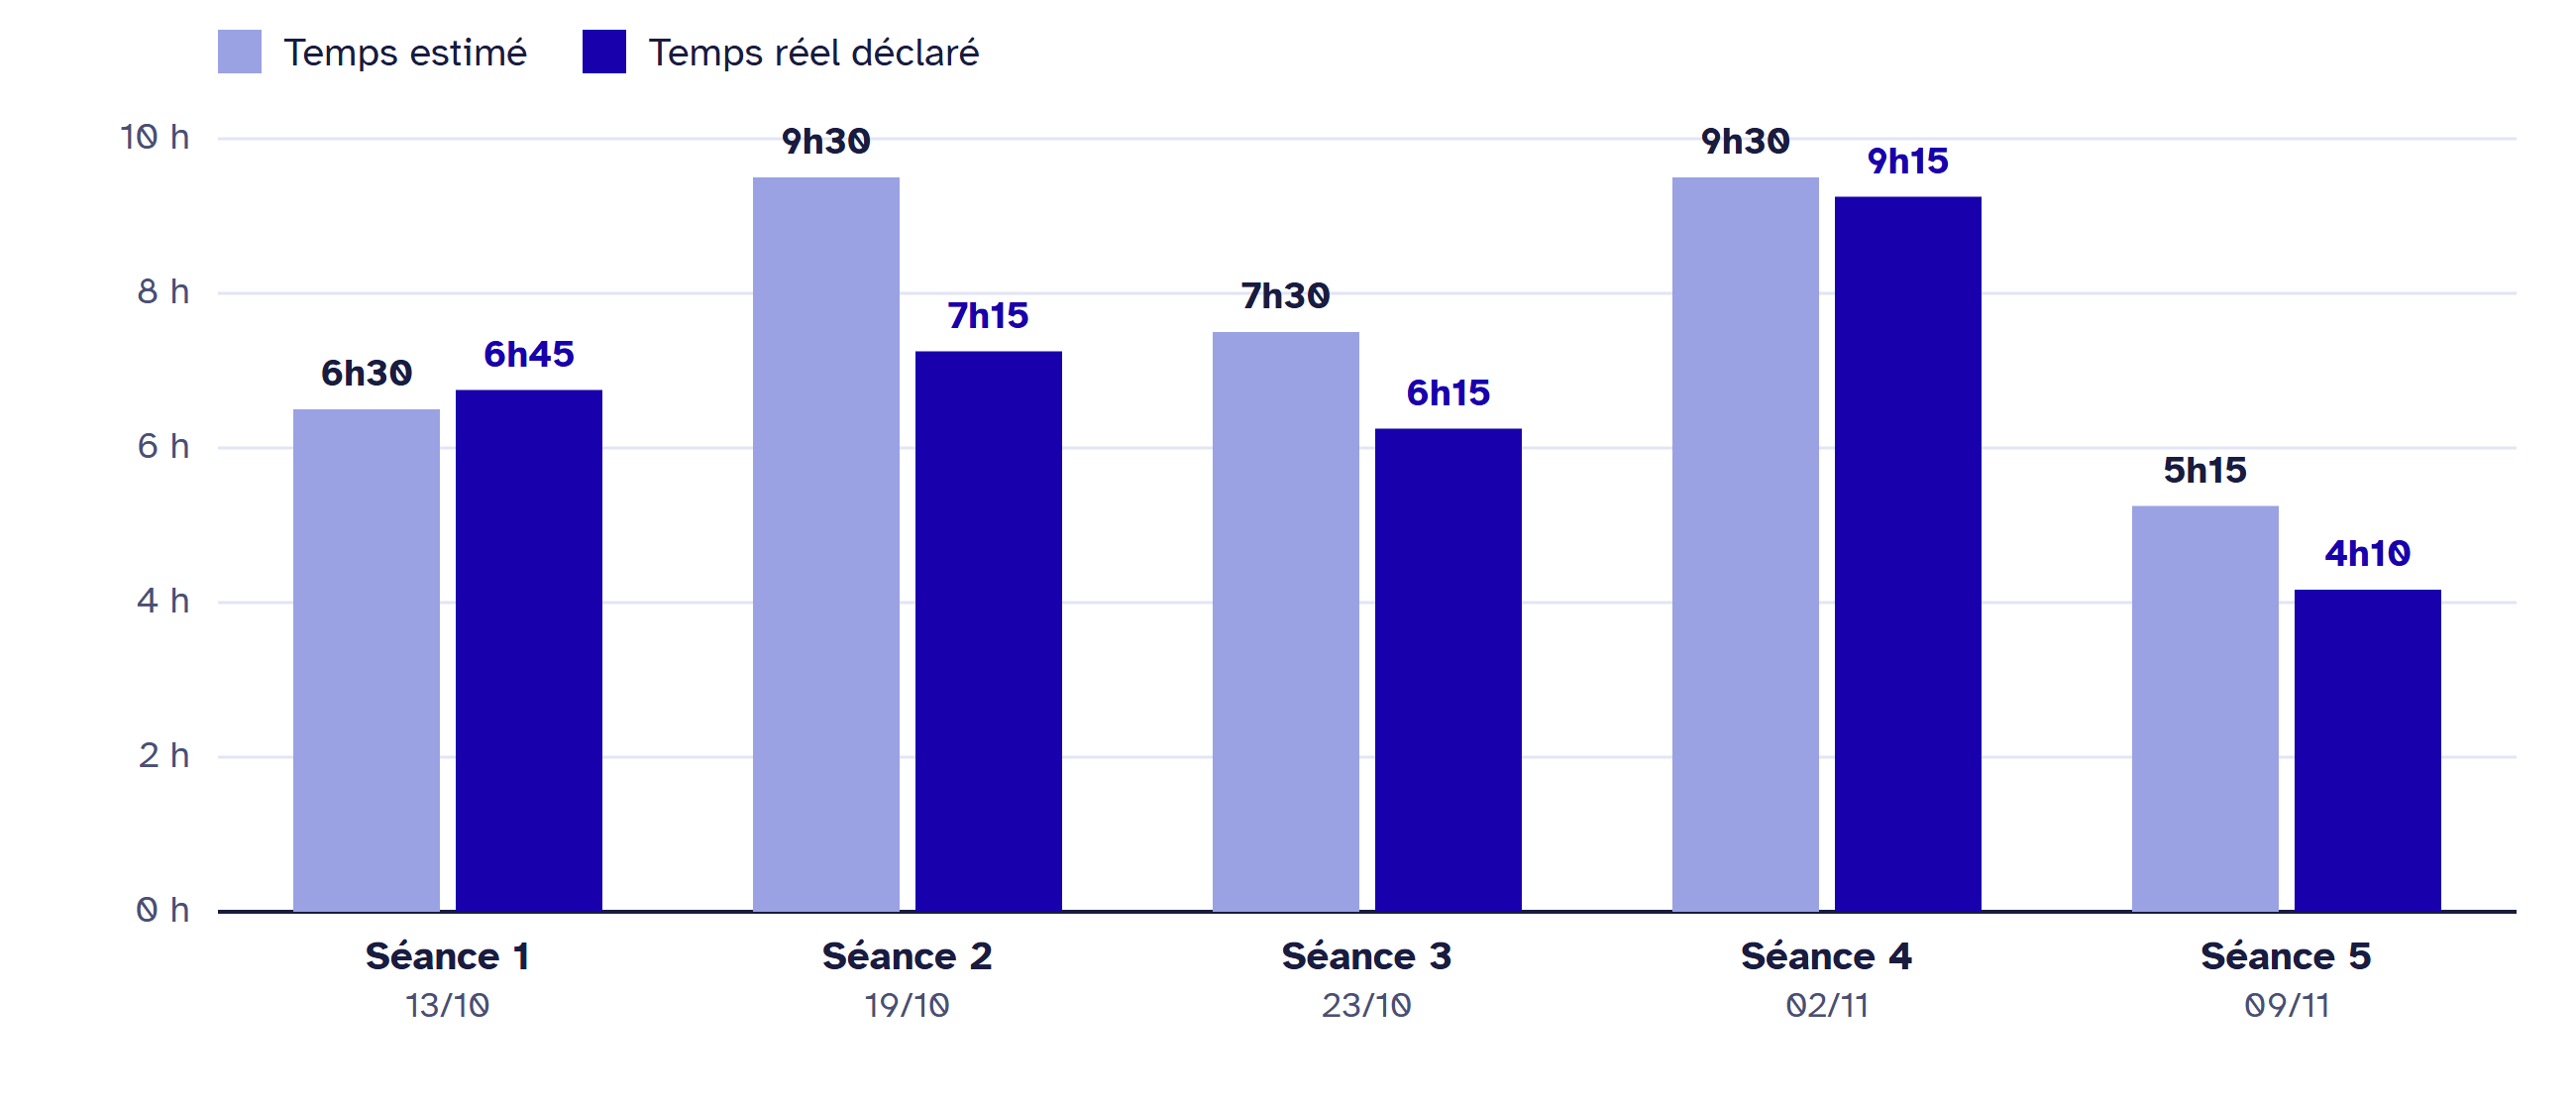 Temps estimé Temps réel déclaré
10 h
8 h
6 h
4 h
2 h
0 h
6h30 6h45
9h30 7h15
7h30 6h15
9h30 9h15
5h15 4h10
Séance 1 Séance 2 Séance 3 Séance 4 Séance 5
13/10 19/10 23/10 02/11 09/11